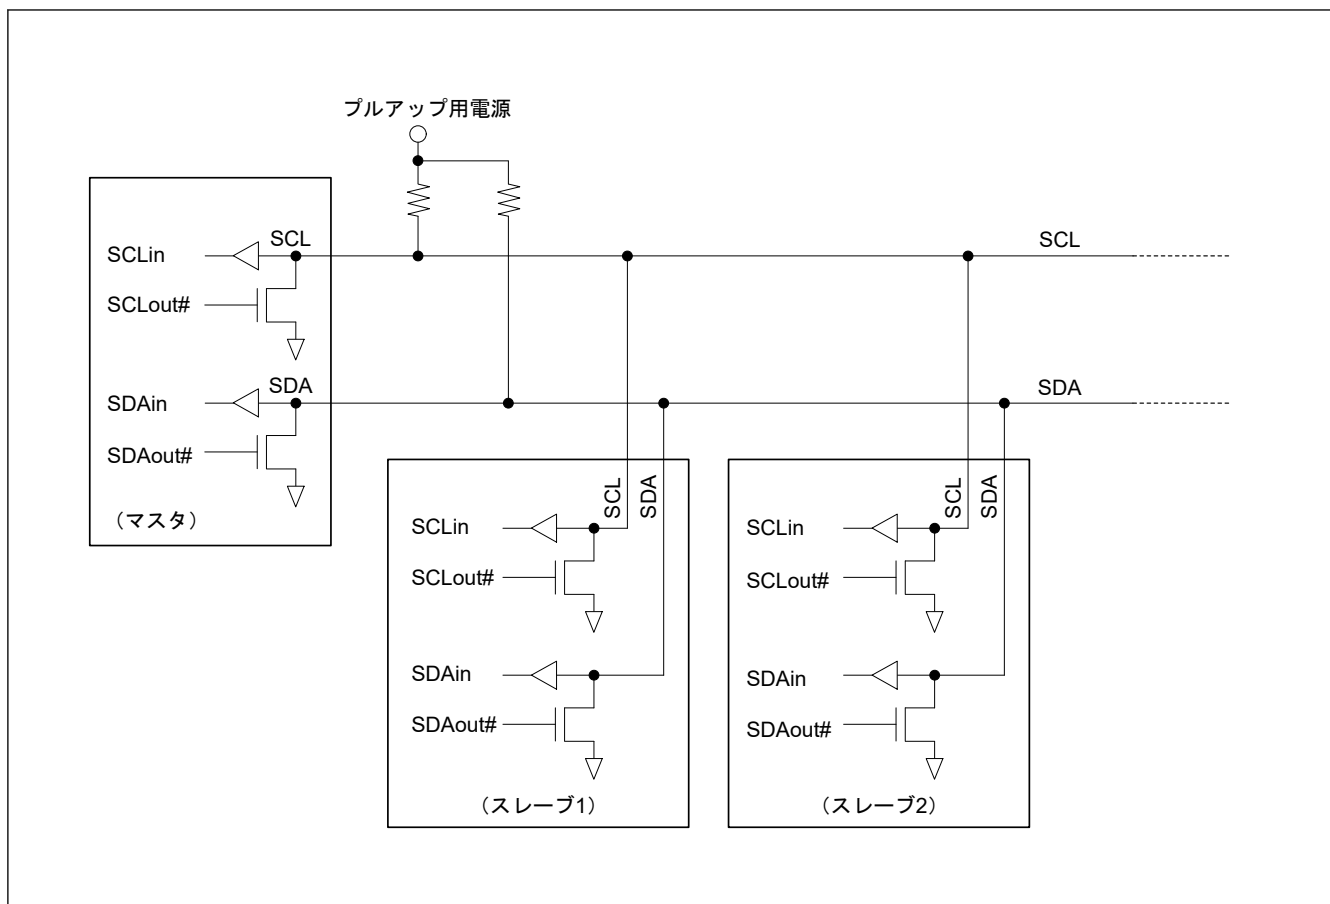 プルアップ用電源
SCL
SCLin
SCLout#
SDA
SDAin
SDAout#
（マスタ）
SCL
SDA
SCL
SDA
SCLin
SCLout#
SDAin
SDAout#
（スレーブ1）
SCL
SDA
SCLin
SCLout#
SDAin
SDAout#
（スレーブ2）